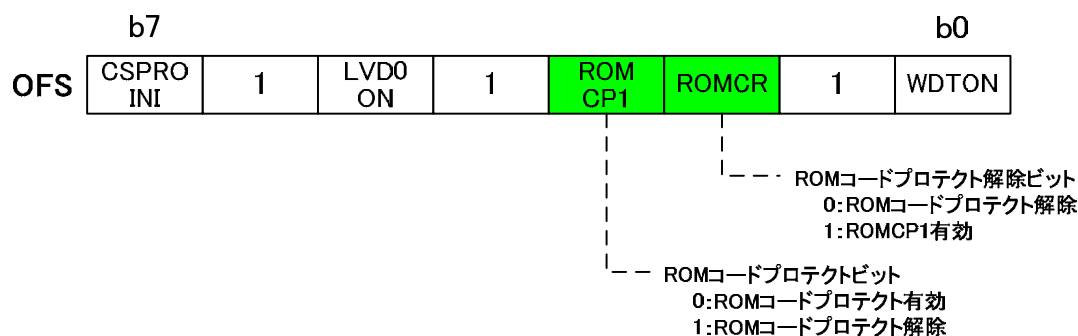 b7 b0
OFS CSPRO INI 1 LVD0 ON 1 ROM CP1 ROMCR 1 WDTON
ROMコードプロテクト解除ビット
0:ROMコードプロテクト解除
1:ROMCP1有効
ROMコードプロテクトビット
0:ROMコードプロテクト有効
1:ROMコードプロテクト解除